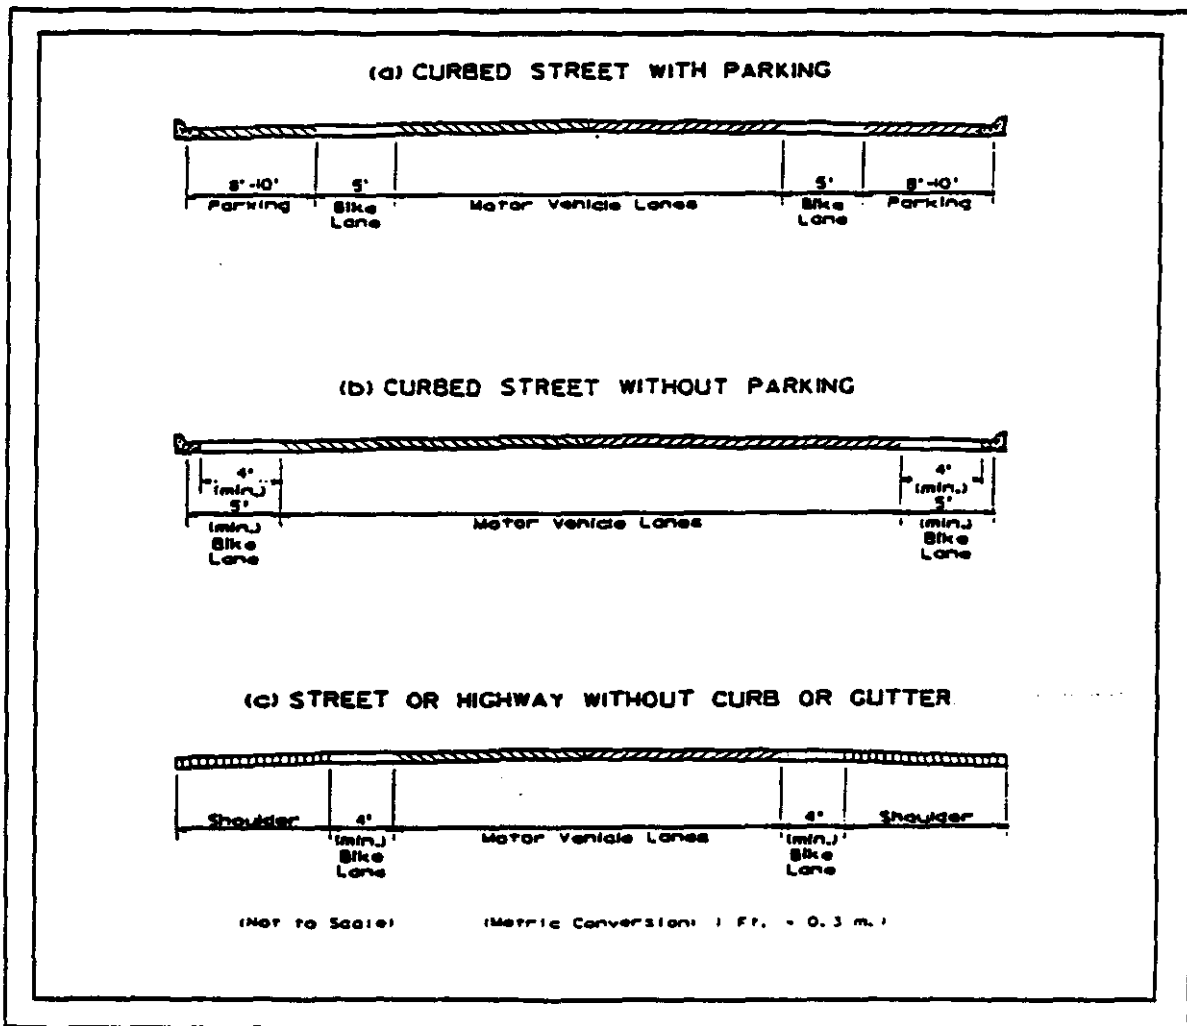 (a) CURBED STREET WITH PARKING
8'-10' 5' 5' 8'-10'
Parking Bike Motor Vehicle Lanes Bike Parking
Lane Lane
(b) CURBED STREET WITHOUT PARKING
4' 4'
(min.) (min.)
5' 5'
(min.) Motor Vehicle Lanes (min.)
Bike Bike
Lane Lane
(c) STREET OR HIGHWAY WITHOUT CURB OR GUTTER
Shoulder 4' 4' Shoulder
(min.) Motor Vehicle Lanes (min.)
Bike Bike
Lane Lane
(Not to Scale) (Metric Conversion: 1 Ft. = 0.3 m.)